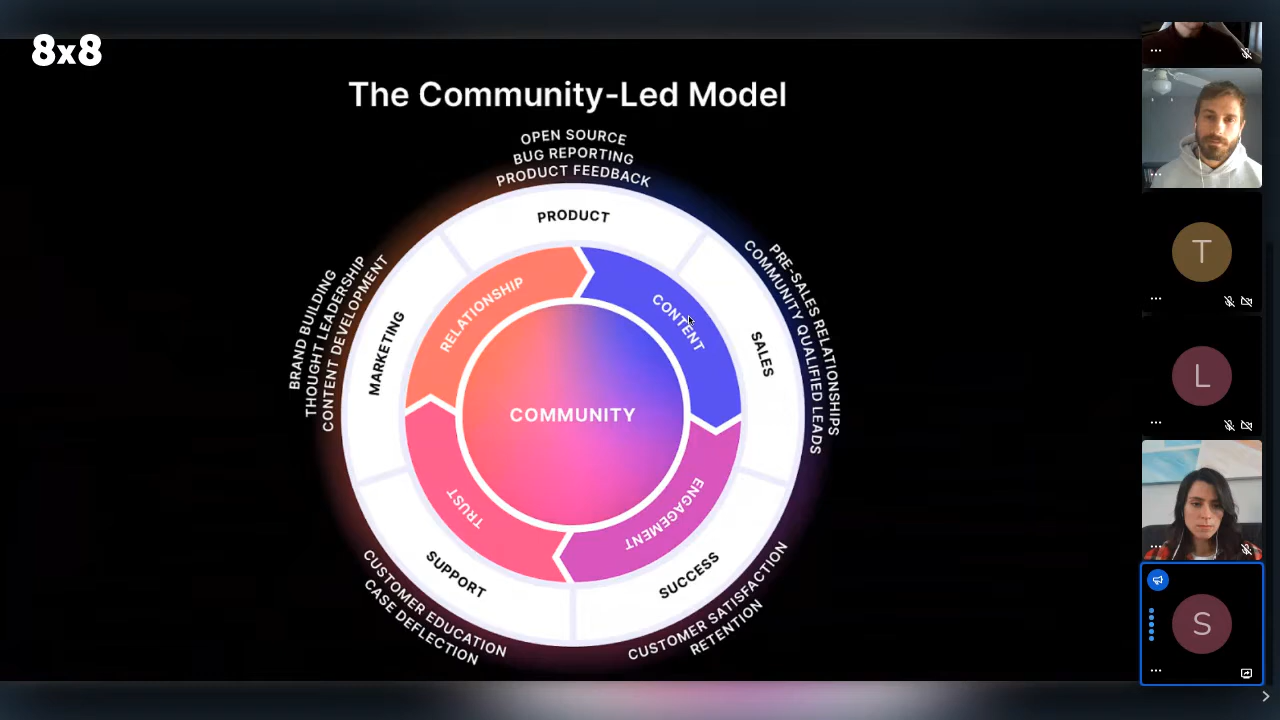 8x8
The Community-Led Model
OPEN SOURCE
BUG REPORTING
PRODUCT FEEDBACK
PRODUCT
PRE-SALES RELATIONSHIPS
COMMUNITY QUALIFIED LEADS
SALES
BRAND BUILDING
THOUGHT LEADERSHIP
CONTENT DEVELOPMENT
MARKETING
RELATIONSHIP
CONTENT
COMMUNITY
TRUST
ENGAGEMENT
SUPPORT
SUCCESS
CUSTOMER EDUCATION
CASE DEFLECTION
CUSTOMER SATISFACTION
RETENTION
T
L
S